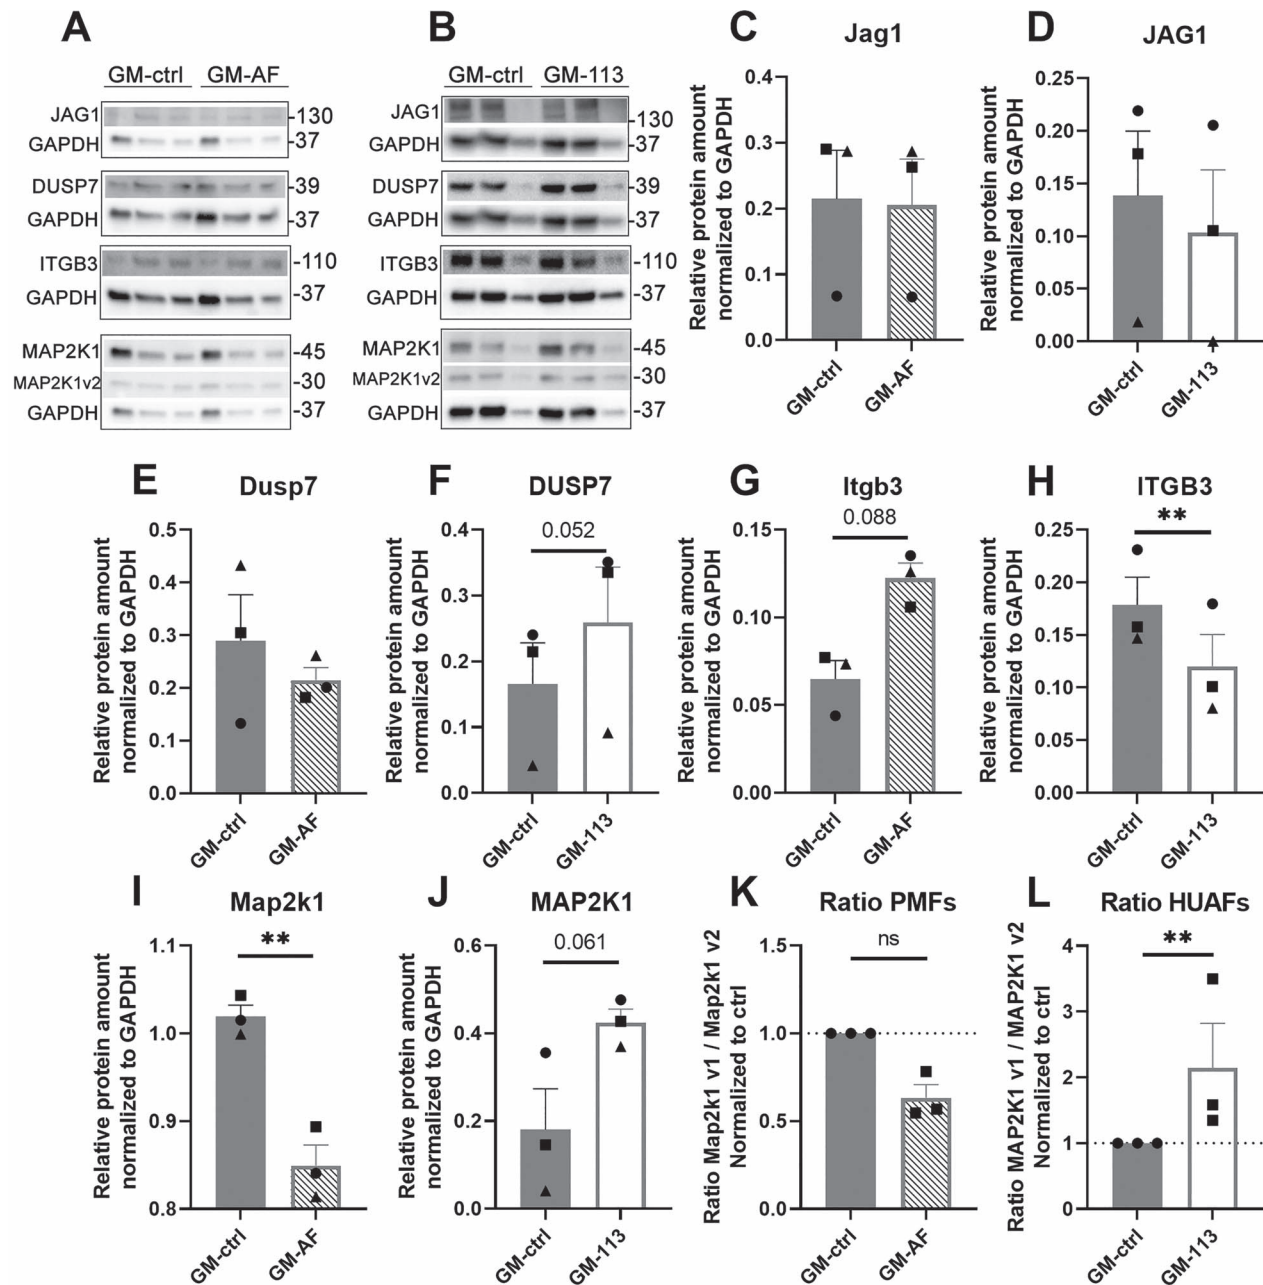 A
GM-ctrl GM-AF
JAG1 -130
GAPDH -37
DUSP7 -39
GAPDH -37
ITGB3 -110
GAPDH -37
MAP2K1 -45
MAP2K1v2 -30
GAPDH -37
B
GM-ctrl GM-113
JAG1 -130
GAPDH -37
DUSP7 -39
GAPDH -37
ITGB3 -110
GAPDH -37
MAP2K1 -45
MAP2K1v2 -30
GAPDH -37
C
Jag1
Relative protein amount
normalized to GAPDH
0.4
0.3
0.2
0.1
0.0
GM-ctrl
GM-AF
D
JAG1
Relative protein amount
normalized to GAPDH
0.25
0.20
0.15
0.10
0.05
0.00
GM-ctrl
GM-113
E
Dusp7
Relative protein amount
normalized to GAPDH
0.5
0.4
0.3
0.2
0.1
0.0
GM-ctrl
GM-AF
F
DUSP7
0.052
Relative protein amount
normalized to GAPDH
0.4
0.3
0.2
0.1
0.0
GM-ctrl
GM-113
G
Itgb3
0.088
Relative protein amount
normalized to GAPDH
0.15
0.10
0.05
0.00
GM-ctrl
GM-AF
H
ITGB3
**
Relative protein amount
normalized to GAPDH
0.25
0.20
0.15
0.10
0.05
0.00
GM-ctrl
GM-113
I
Map2k1
**
Relative protein amount
normalized to GAPDH
1.1
1.0
0.9
0.8
GM-ctrl
GM-AF
J
MAP2K1
0.061
Relative protein amount
normalized to GAPDH
0.6
0.4
0.2
0.0
GM-ctrl
GM-113
K
Ratio PMFs
ns
Ratio Map2k1 v1 / Map2k1 v2
Normalized to ctrl
1.5
1.0
0.5
0.0
GM-ctrl
GM-AF
L
Ratio HUAFs
**
Ratio MAP2K1 v1 / MAP2K1 v2
Normalized to ctrl
4
3
2
1
0
GM-ctrl
GM-113